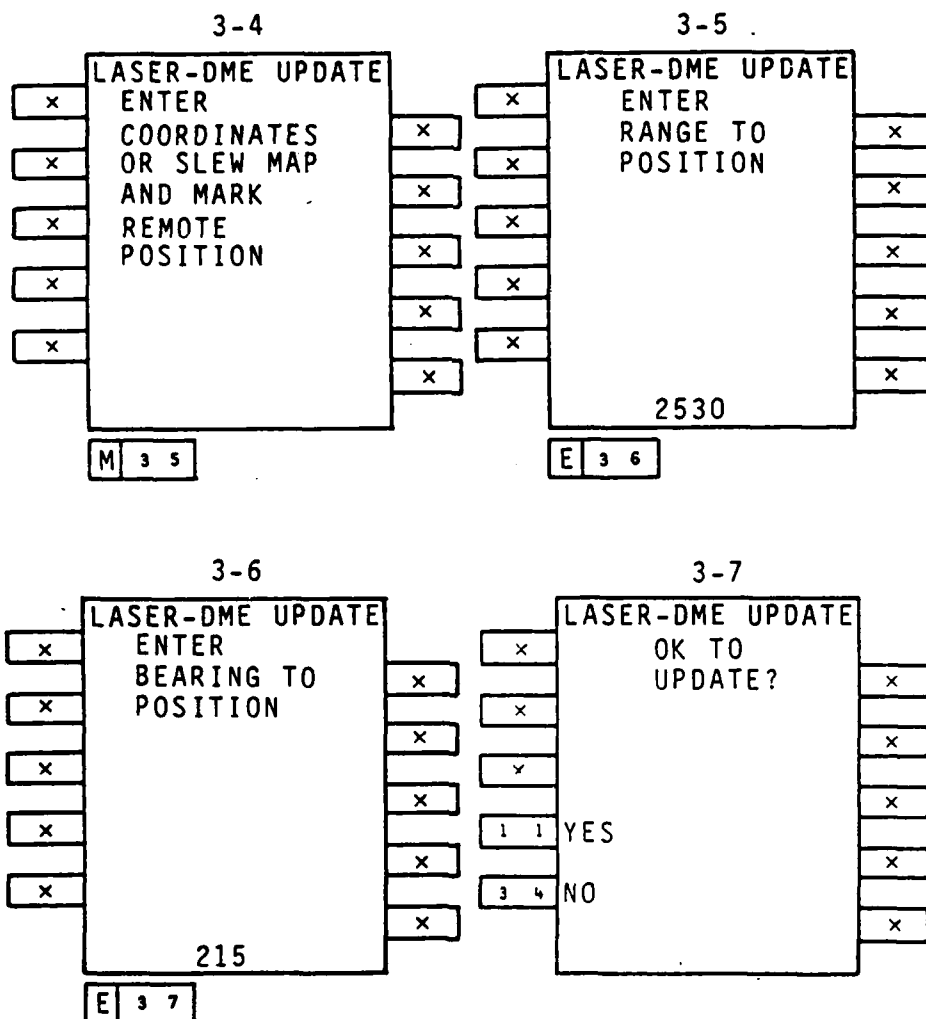 3-4
LASER-DME UPDATE
ENTER
COORDINATES
OR SLEW MAP
AND MARK
REMOTE
POSITION
x
x
x
x
x
x
x
x
x
x
M 3 5
3-5
LASER-DME UPDATE
ENTER
RANGE TO
POSITION
x
x
x
x
x
x
x
x
x
x
2530
E 3 6
3-6
LASER-DME UPDATE
ENTER
BEARING TO
POSITION
x
x
x
x
x
x
x
x
x
x
215
E 3 7
3-7
LASER-DME UPDATE
OK TO
UPDATE?
x
x
x
x
x
x
x
x
1 1 YES
3 4 NO